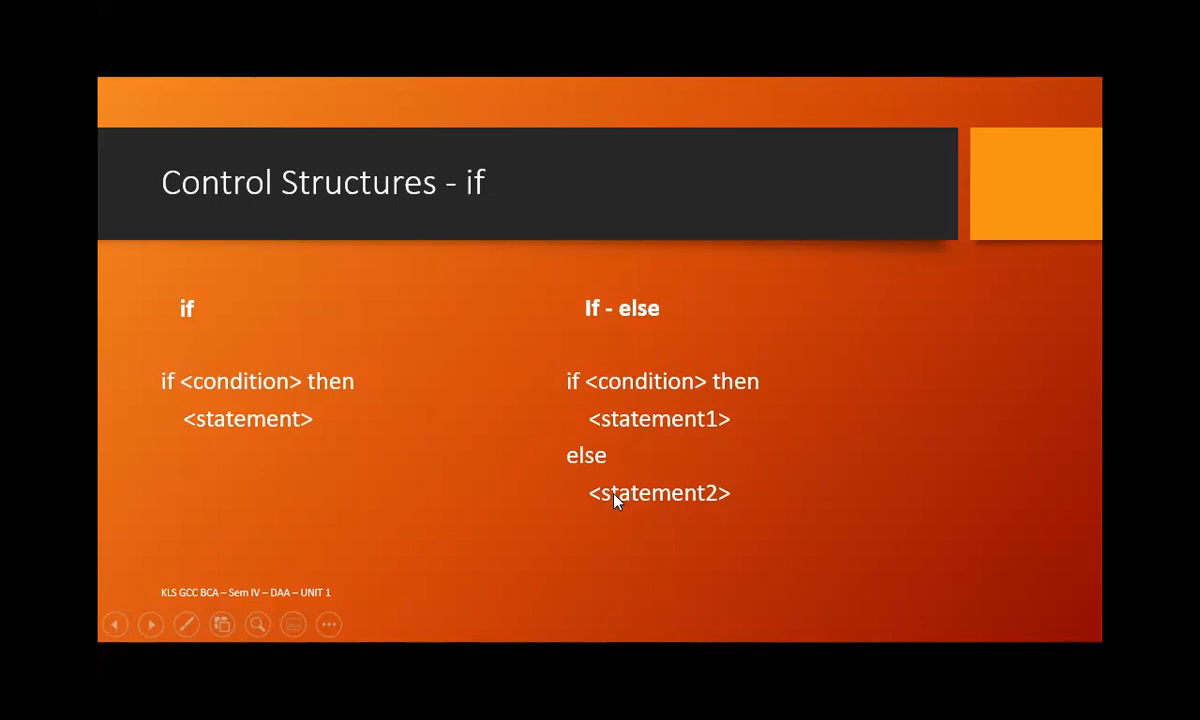 Control Structures - if
if
if <condition> then
<statement>
If - else
if <condition> then
<statement1>
else
<statement2>
KLS GCC BCA – Sem IV – DAA – UNIT 1